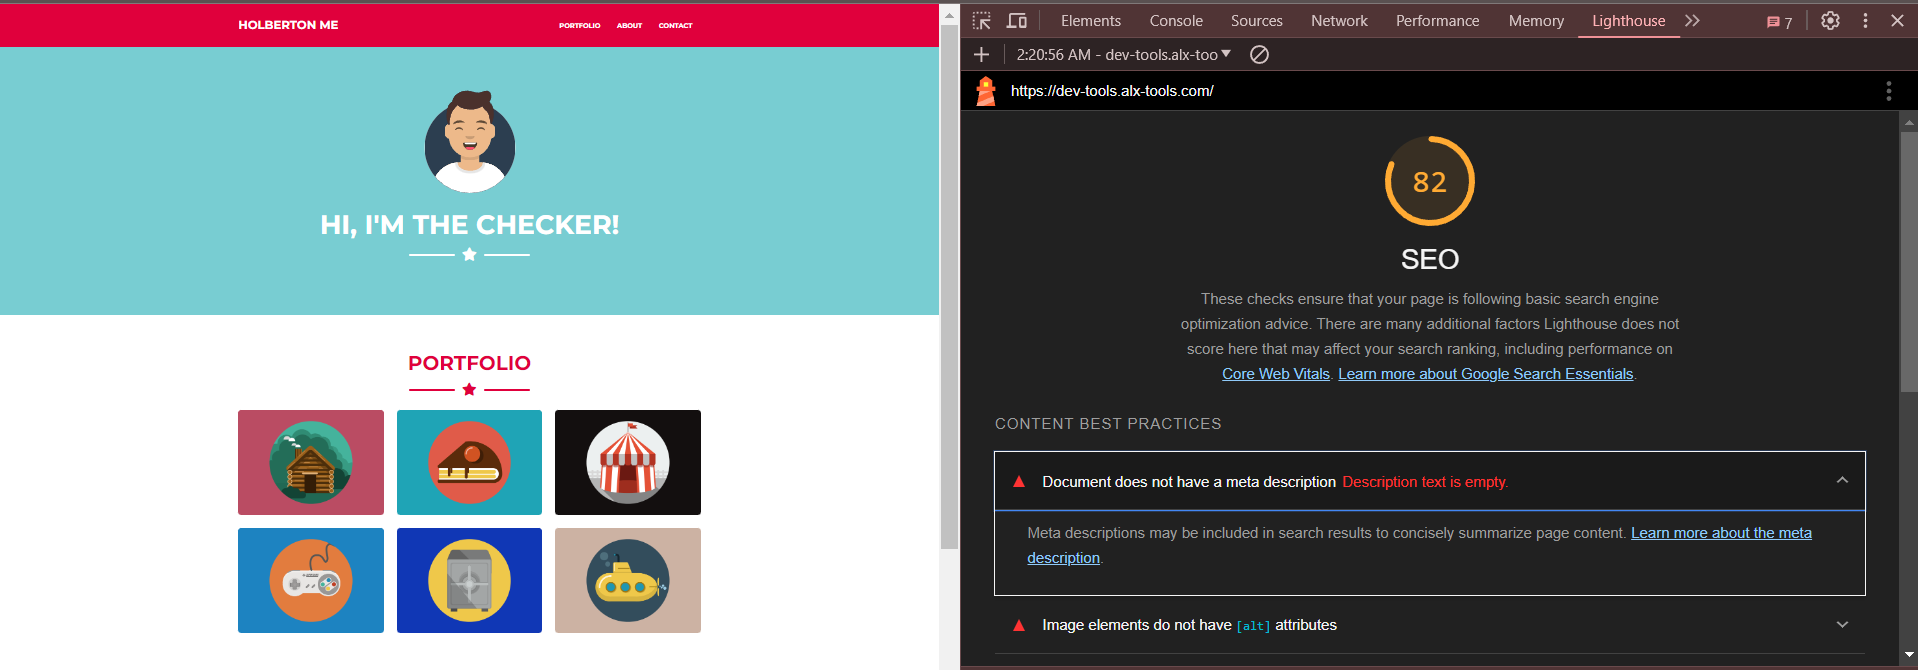 HOLBERTON ME
PORTFOLIO ABOUT CONTACT
HI, I'M THE CHECKER!
PORTFOLIO
Elements Console Sources Network Performance Memory Lighthouse 7
2:20:56 AM - dev-tools.alx-too
https://dev-tools.alx-tools.com/
82
SEO
These checks ensure that your page is following basic search engine
optimization advice. There are many additional factors Lighthouse does not
score here that may affect your search ranking, including performance on
Core Web Vitals. Learn more about Google Search Essentials.
CONTENT BEST PRACTICES
Document does not have a meta description Description text is empty.
Meta descriptions may be included in search results to concisely summarize page content. Learn more about the meta
description.
Image elements do not have [alt] attributes